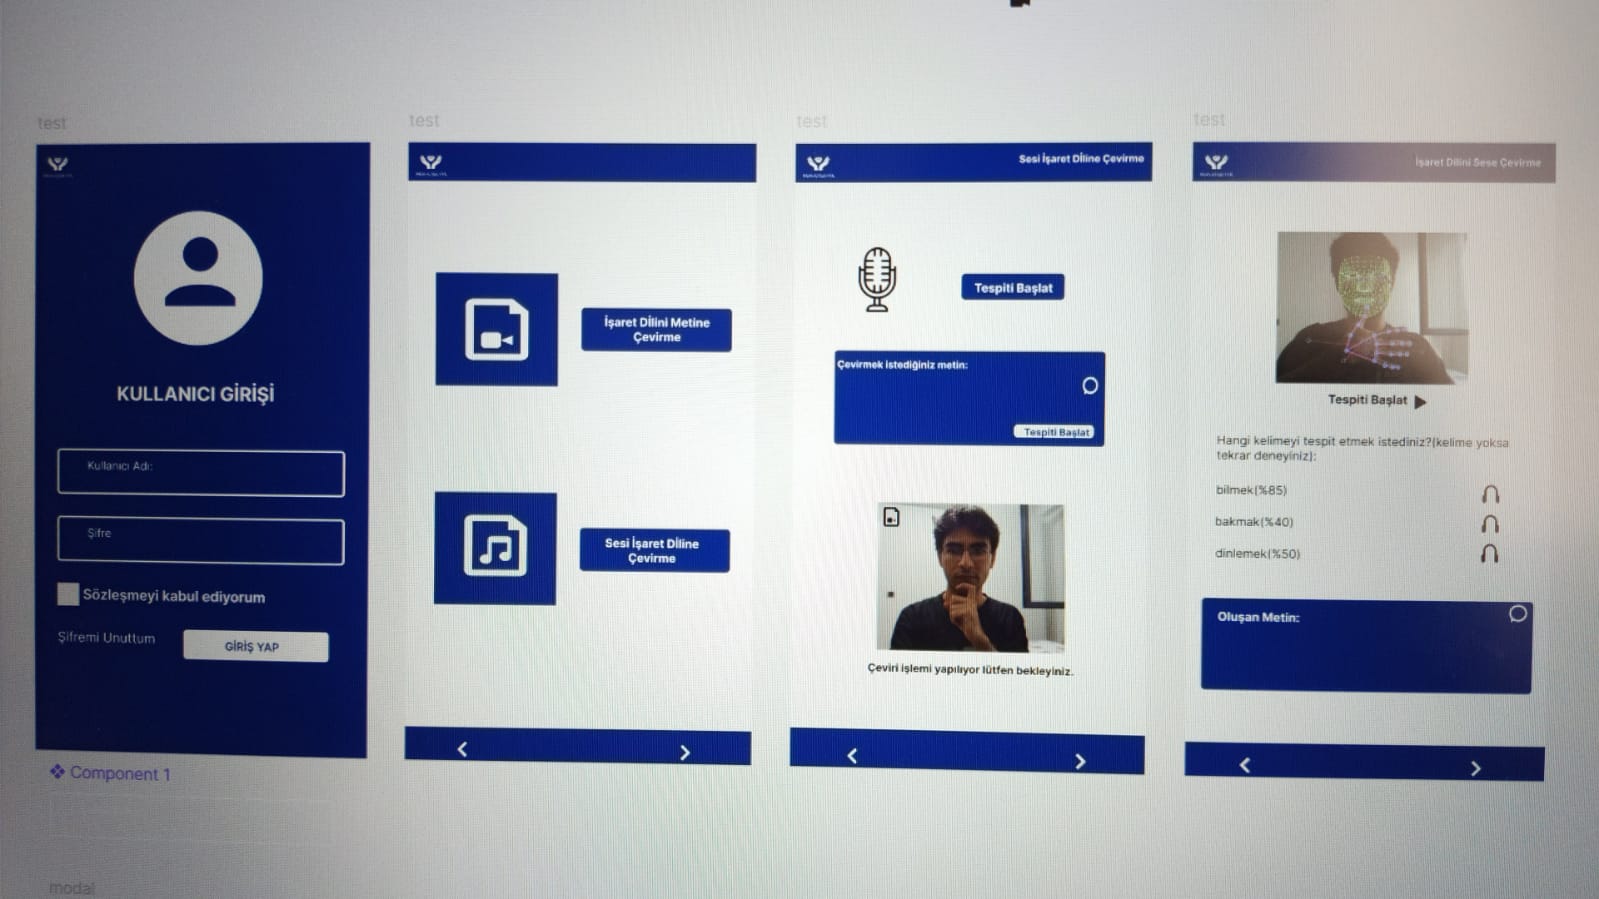 test
KULLANICI GİRİŞİ
Kullanıcı Adı:
Şifre
Sözleşmeyi kabul ediyorum
Şifremi Unuttum
GİRİŞ YAP
Component 1
modal
test
İşaret Dilini Metine
Çevirme
Sesi İşaret Diline
Çevirme
test
Sesi İşaret Diline Çevirme
Tespiti Başlat
Çevirmek istediğiniz metin:
Tespiti Başlat
Çeviri işlemi yapılıyor lütfen bekleyiniz.
test
İşaret Dilini Sese Çevirme
Tespiti Başlat
Hangi kelimeyi tespit etmek istediniz?(kelime yoksa
tekrar deneyiniz):
bilmek(%85)
bakmak(%40)
dinlemek(%50)
Oluşan Metin: